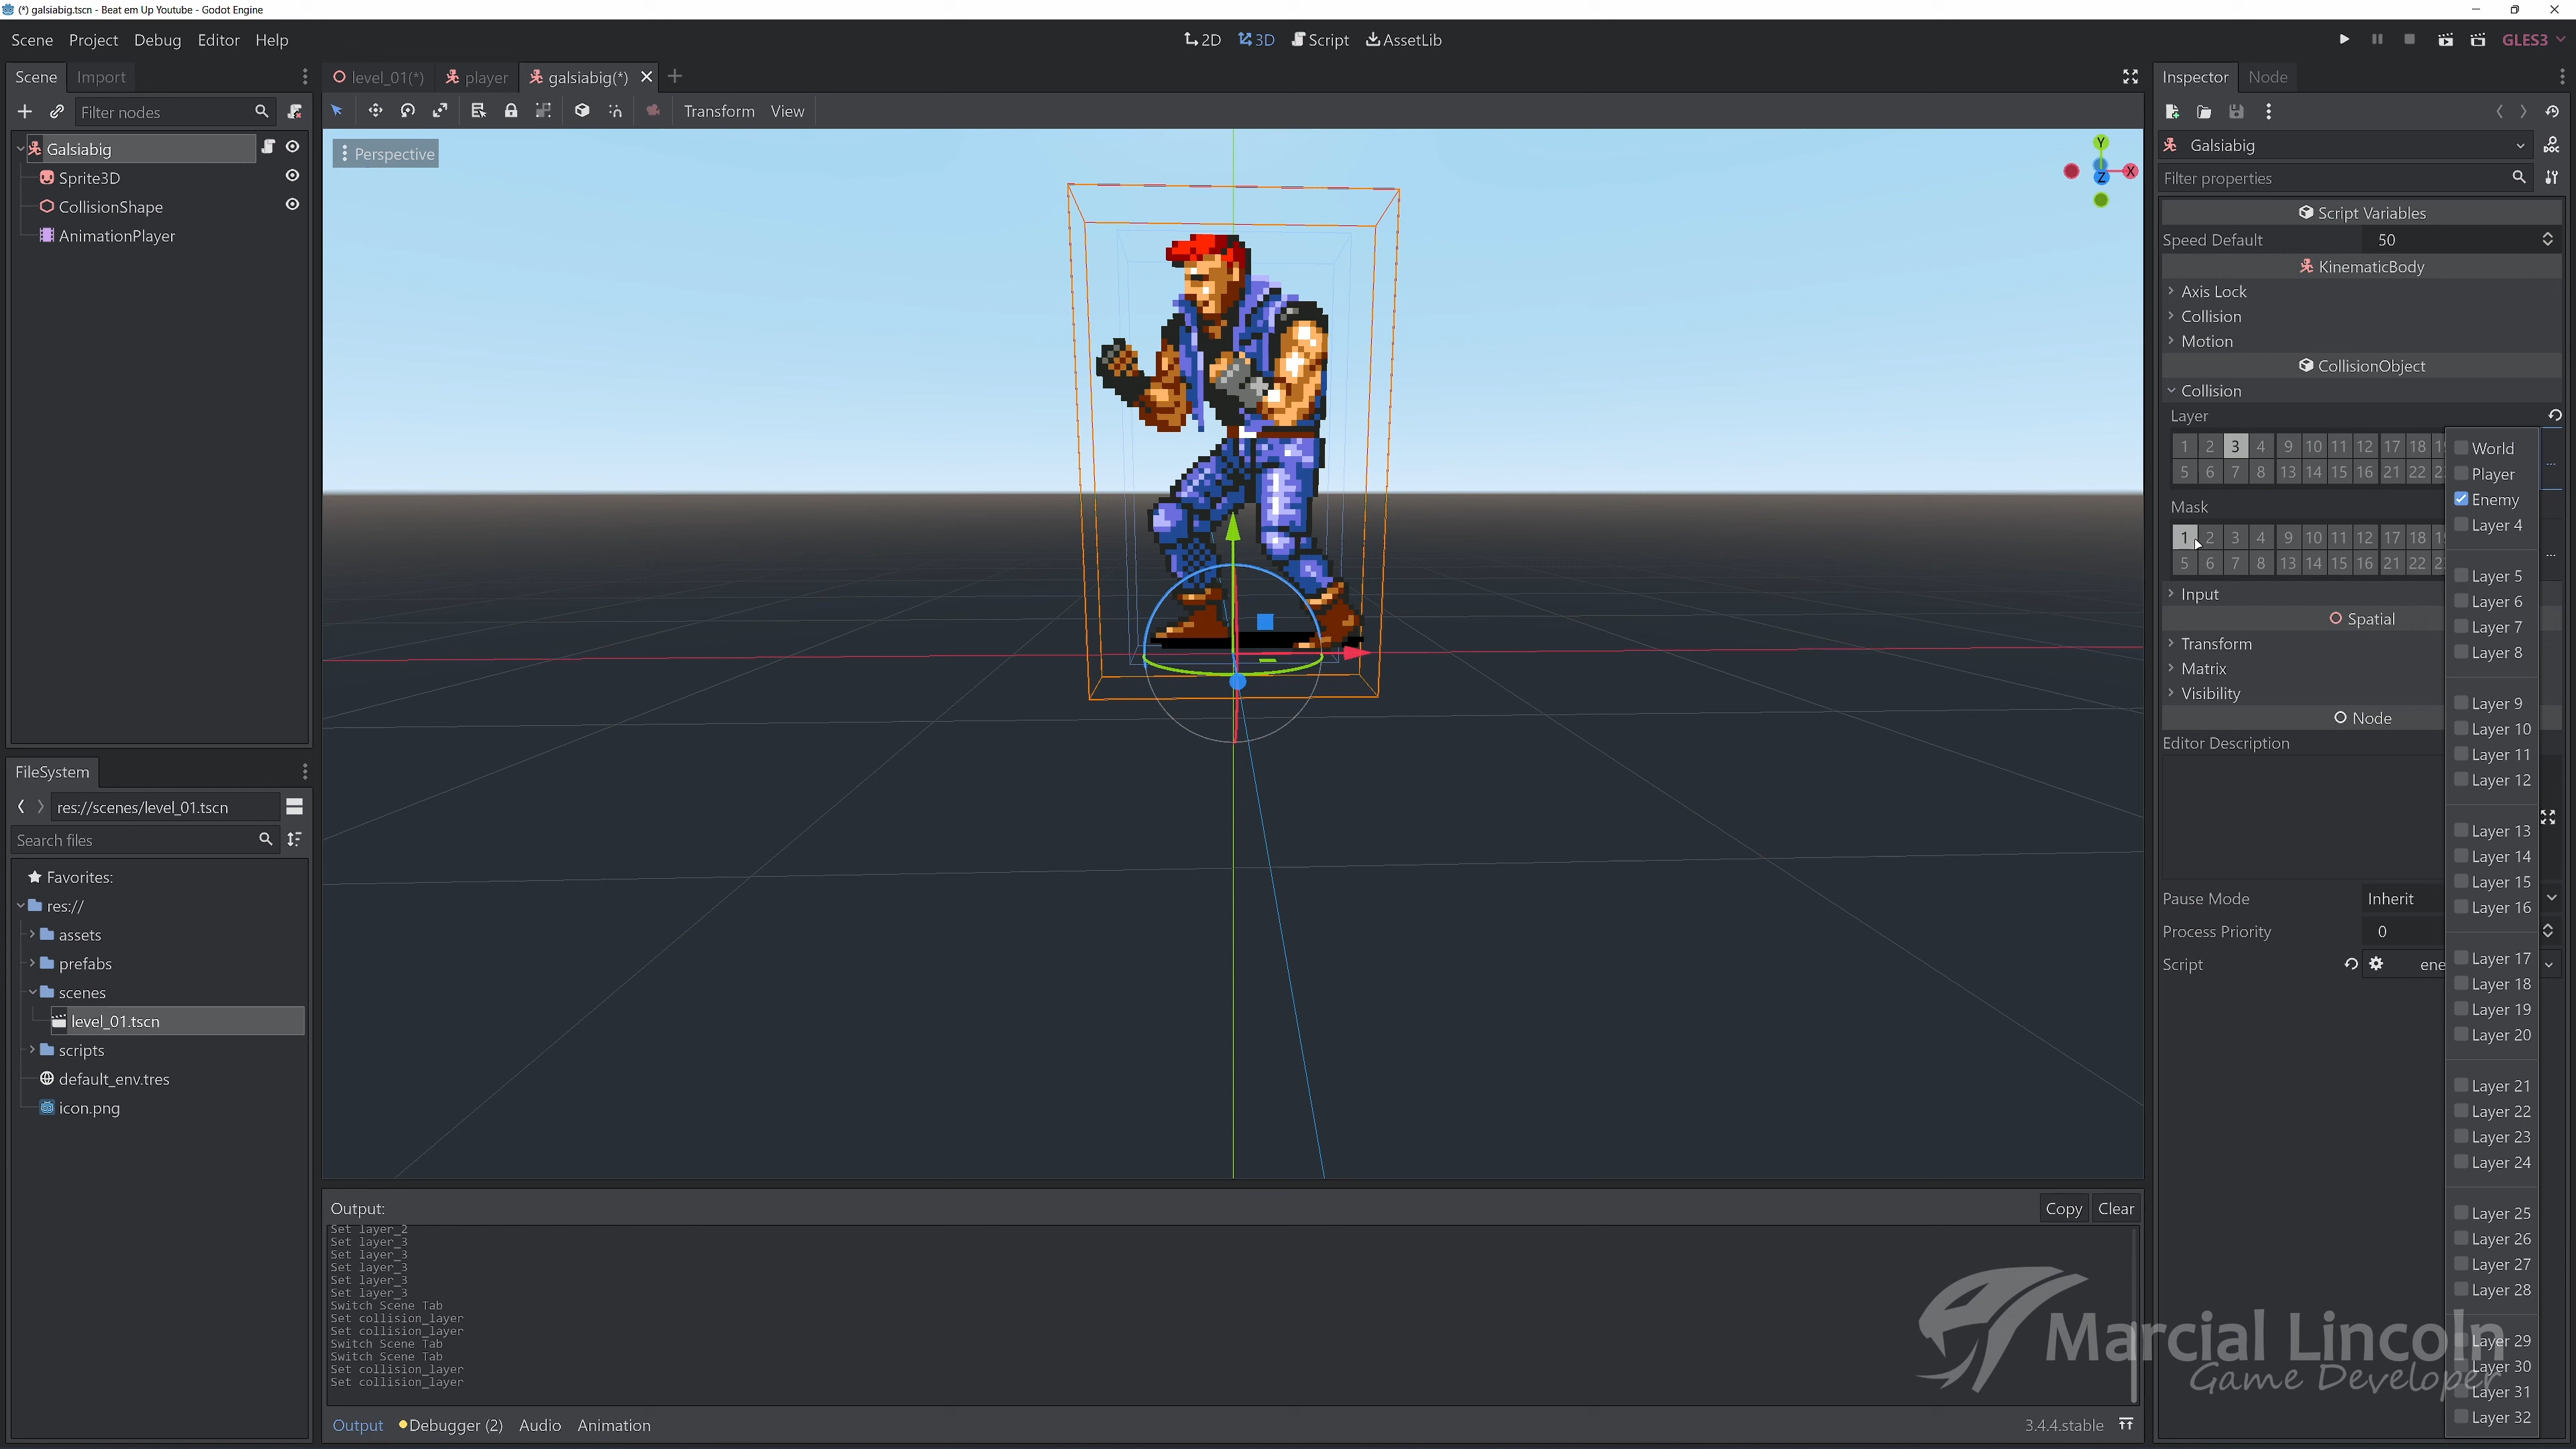 (*) galsiabig.tscn - Beat em Up Youtube - Godot Engine
Scene Project Debug Editor Help
2D 3D Script AssetLib
GLES3
Scene Import
level_01(*) player galsiabig(*)
Inspector Node
Filter nodes
Transform View
Galsiabig
Sprite3D
CollisionShape
AnimationPlayer
Perspective
Y
X
Z
Galsiabig
Filter properties
Script Variables
Speed Default 50
KinematicBody
Axis Lock
Collision
Motion
CollisionObject
Collision
Layer
1 2 3 4 9 10 11 12 17 18
5 6 7 8 13 14 15 16 21 22
Mask
1 2 3 4 9 10 11 12 17 18
5 6 7 8 13 14 15 16 21 22
Input
Spatial
Transform
Matrix
Visibility
Node
Editor Description
Pause Mode Inherit
Process Priority 0
Script ene
World
Player
Enemy
Layer 4
Layer 5
Layer 6
Layer 7
Layer 8
Layer 9
Layer 10
Layer 11
Layer 12
Layer 13
Layer 14
Layer 15
Layer 16
Layer 17
Layer 18
Layer 19
Layer 20
Layer 21
Layer 22
Layer 23
Layer 24
Layer 25
Layer 26
Layer 27
Layer 28
Layer 29
Layer 30
Layer 31
Layer 32
FileSystem
res://scenes/level_01.tscn
Search files
Favorites:
res://
assets
prefabs
scenes
level_01.tscn
scripts
default_env.tres
icon.png
Output:
Copy Clear
Set layer_2
Set layer_3
Set layer_3
Set layer_3
Set layer_3
Set layer_3
Switch Scene Tab
Set collision_layer
Set collision_layer
Switch Scene Tab
Switch Scene Tab
Set collision_layer
Set collision_layer
Output Debugger (2) Audio Animation
3.4.4.stable
Marcial Lincoln
Game Developer